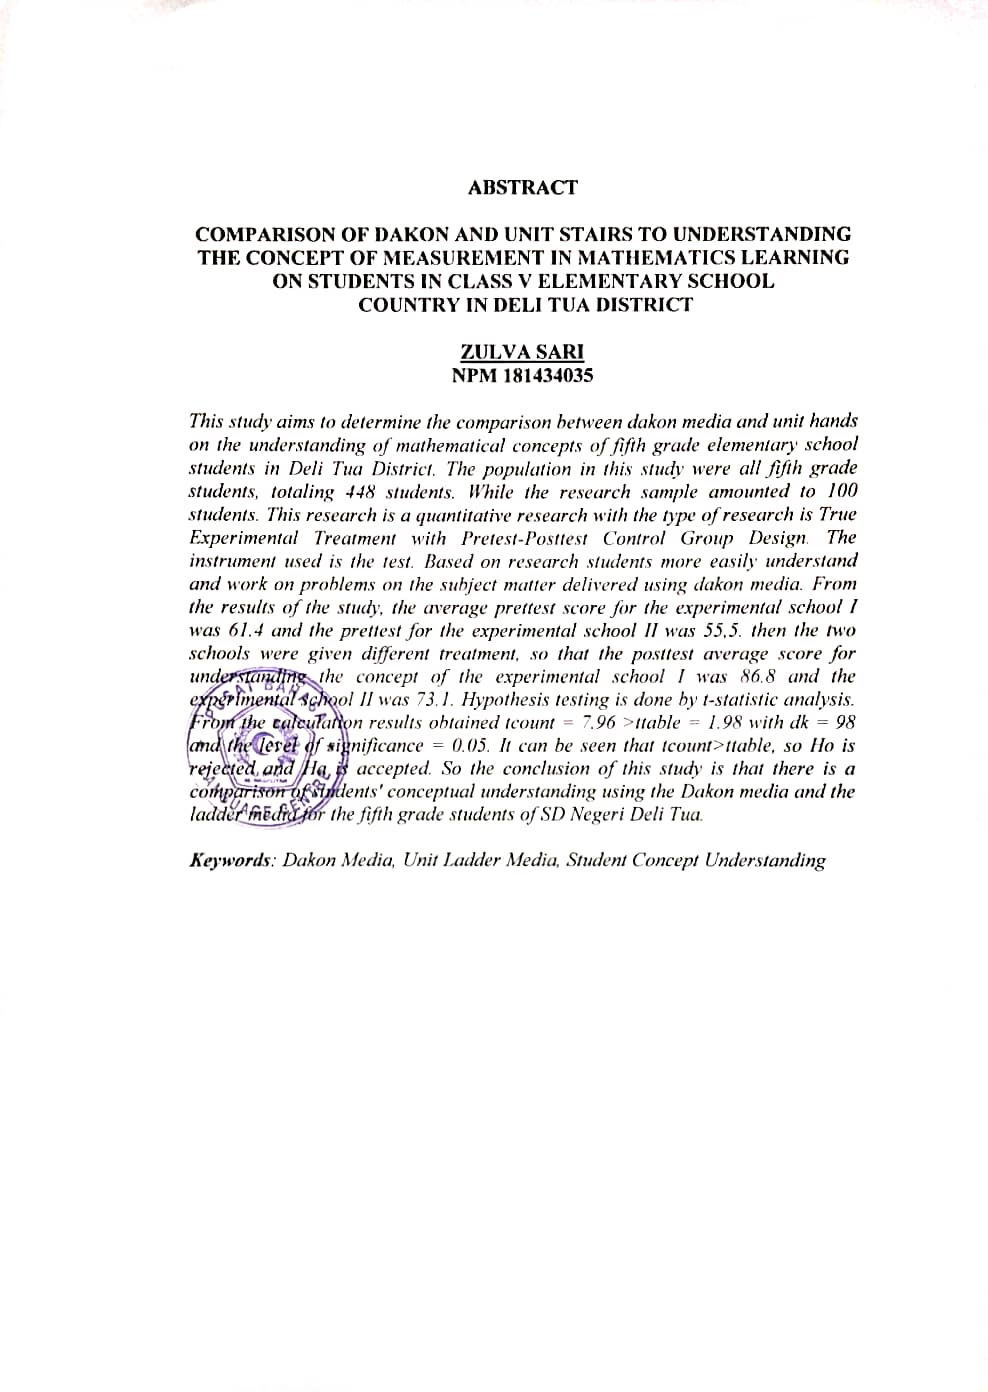 ABSTRACT
COMPARISON OF DAKON AND UNIT STAIRS TO UNDERSTANDING
THE CONCEPT OF MEASUREMENT IN MATHEMATICS LEARNING
ON STUDENTS IN CLASS V ELEMENTARY SCHOOL
COUNTRY IN DELI TUA DISTRICT
ZULVA SARI
NPM 181434035
This study aims to determine the comparison between dakon media and unit hands
on the understanding of mathematical concepts of fifth grade elementary school
students in Deli Tua District. The population in this study were all fifth grade
students, totaling 448 students. While the research sample amounted to 100
students. This research is a quantitative research with the type of research is True
Experimental Treatment with Pretest-Posttest Control Group Design. The
instrument used is the test. Based on research students more easily understand
and work on problems on the subject matter delivered using dakon media. From
the results of the study, the average prettest score for the experimental school I
was 61.4 and the prettest for the experimental school II was 55,5. then the two
schools were given different treatment, so that the posttest average score for
understanding the concept of the experimental school I was 86.8 and the
experimental school II was 73.1. Hypothesis testing is done by t-statistic analysis.
From the calculation results obtained tcount = 7.96 >ttable = 1.98 with dk = 98
and the level of significance = 0.05. It can be seen that tcount>ttable, so Ho is
rejected and Ha is accepted. So the conclusion of this study is that there is a
comparison of students' conceptual understanding using the Dakon media and the
ladder media for the fifth grade students of SD Negeri Deli Tua.
Keywords: Dakon Media, Unit Ladder Media, Student Concept Understanding
PUSAT BAHASA
LANGUAGE CENTRE